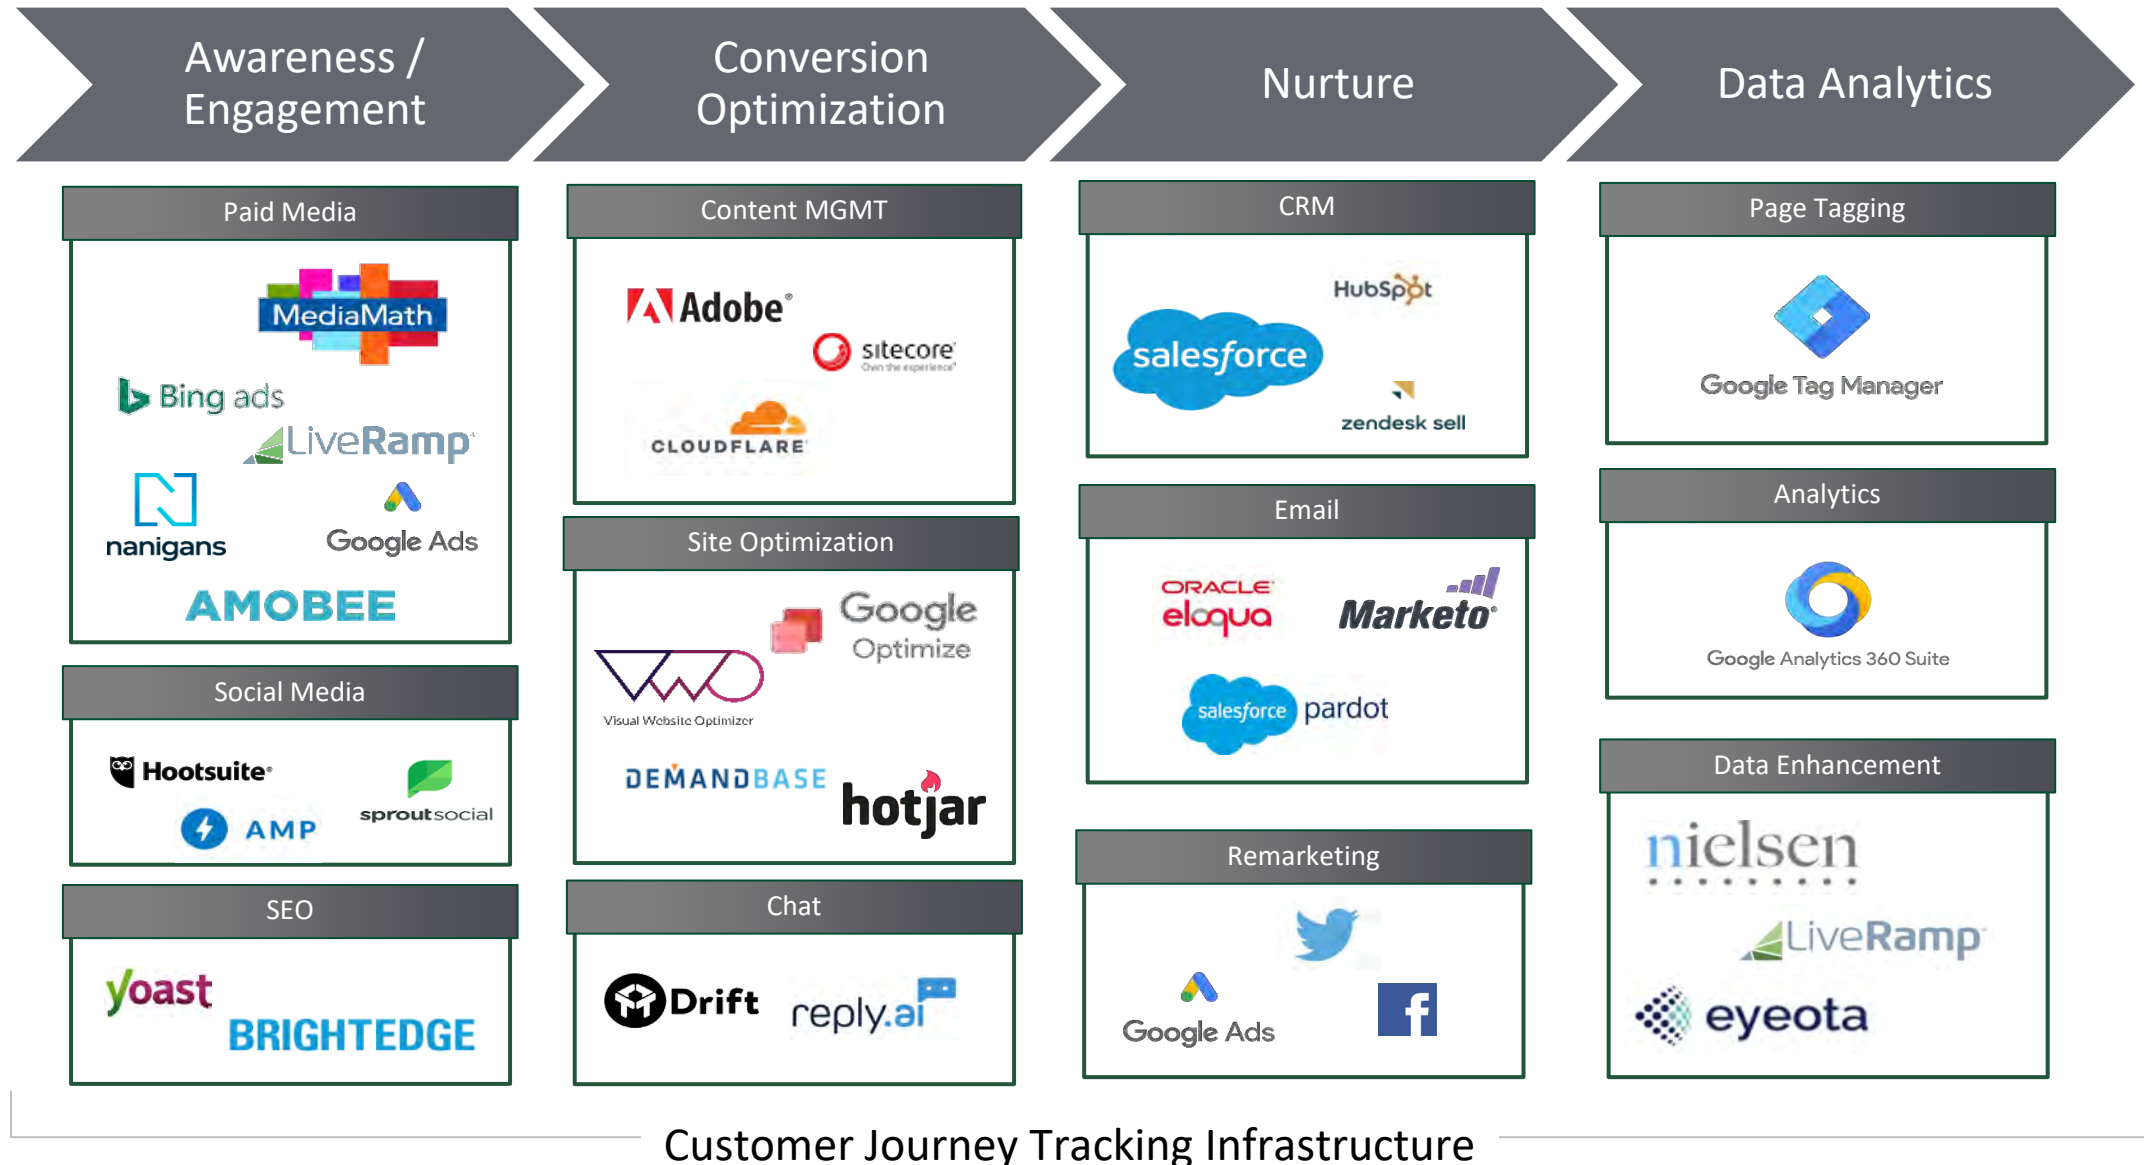 Awareness /
Engagement
Conversion
Optimization
Nurture
Data Analytics
Paid Media
MediaMath
Bing ads
LiveRamp
nanigans
Google Ads
AMOBEE
Social Media
Hootsuite®
sproutsocial
AMP
SEO
yoast
BRIGHTEDGE
Content MGMT
Adobe®
sitecore®
Own the experience®
CLOUDFLARE
Site Optimization
Google
Optimize
VWO
Visual Website Optimizer
DEMANDBASE
hotjar
Chat
Drift
reply.ai
CRM
HubSpot
salesforce
zendesk sell
Email
ORACLE®
eloqua
Marketo®
salesforce pardot
Remarketing
Google Ads
f
Page Tagging
Google Tag Manager
Analytics
Google Analytics 360 Suite
Data Enhancement
nielsen
LiveRamp
eyeota
Customer Journey Tracking Infrastructure